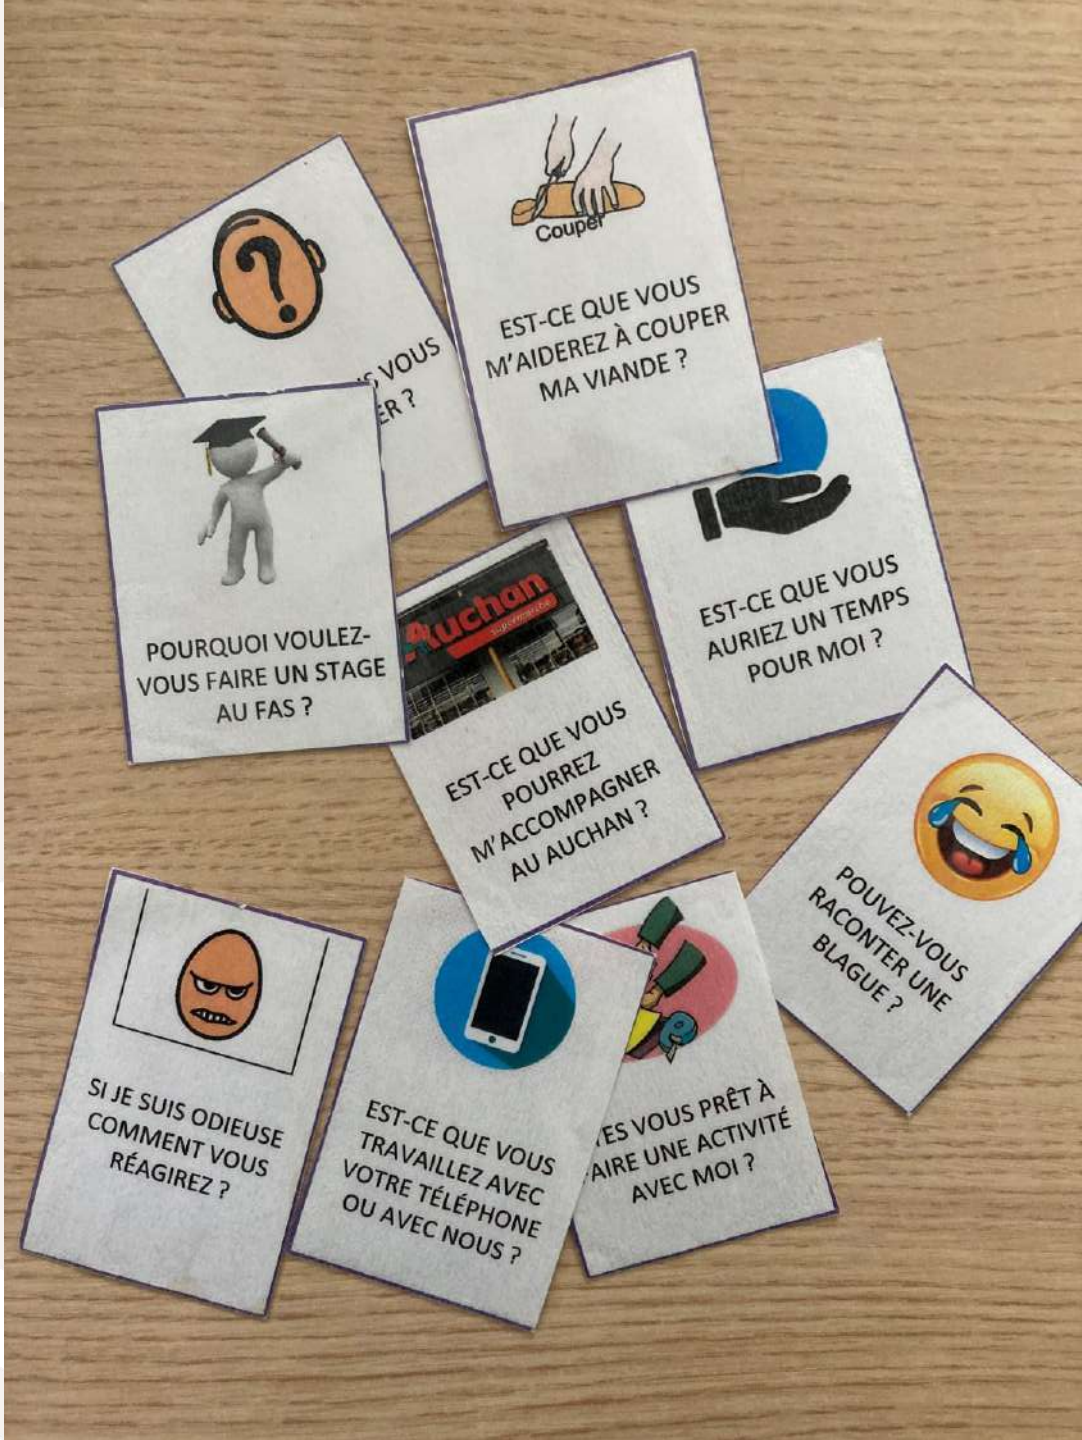 Couper
EST-CE QUE VOUS
M'AIDEREZ À COUPER
MA VIANDE ?
VOUS
ER ?
POURQUOI VOULEZ-
VOUS FAIRE UN STAGE
AU FAS ?
EST-CE QUE VOUS
AURIEZ UN TEMPS
POUR MOI ?
Auchan
supermarché
EST-CE QUE VOUS
POURREZ
M'ACCOMPAGNER
AU AUCHAN ?
POUVEZ-VOUS
RACONTER UNE
BLAGUE ?
SI JE SUIS ODIEUSE
COMMENT VOUS
RÉAGIREZ ?
EST-CE QUE VOUS
TRAVAILLEZ AVEC
VOTRE TÉLÉPHONE
OU AVEC NOUS ?
TES VOUS PRÊT À
AIRE UNE ACTIVITÉ
AVEC MOI ?